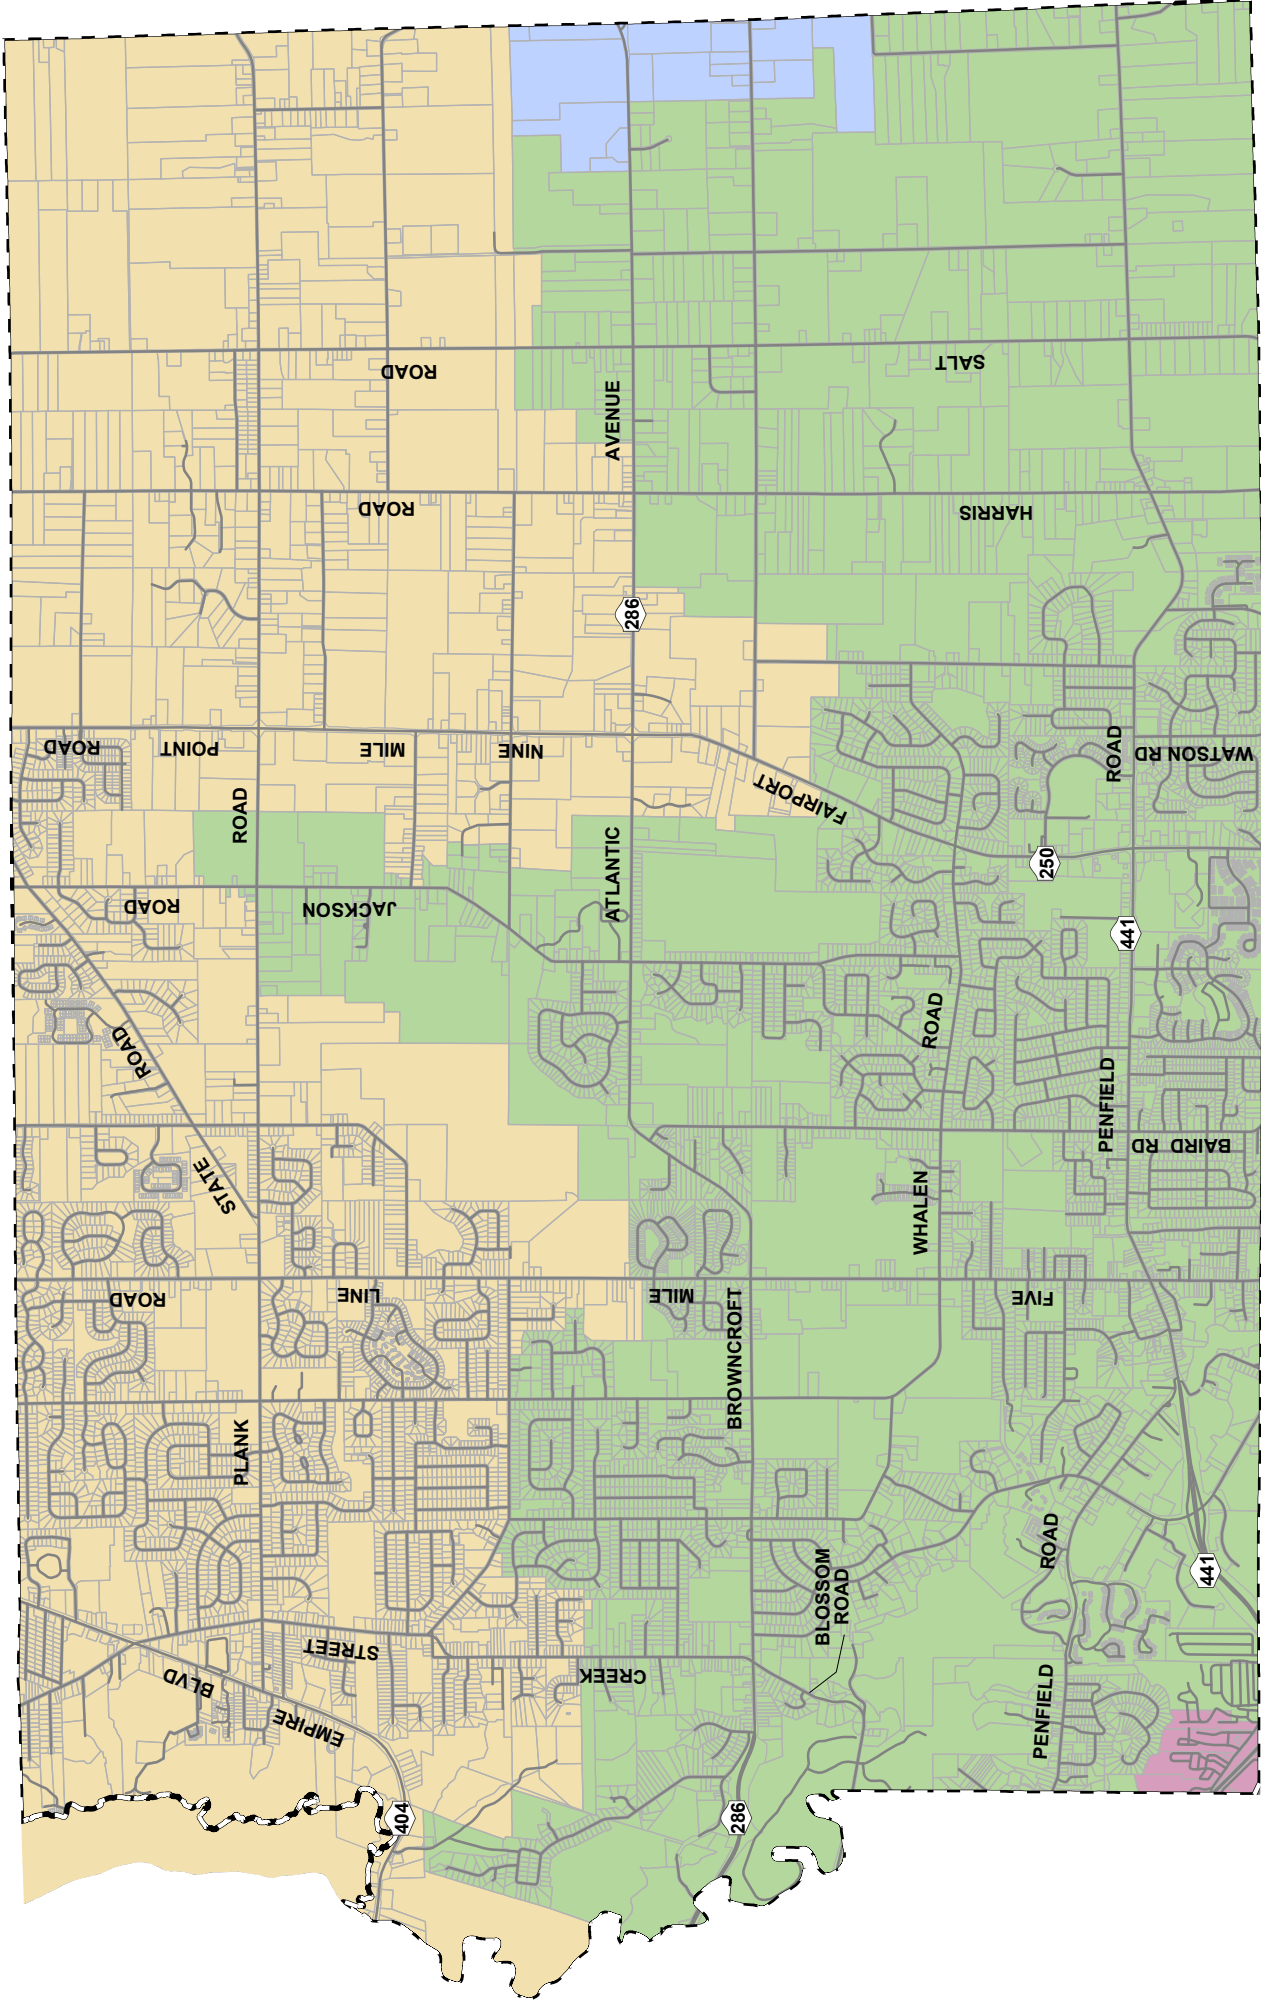 ROAD
SALT
AVENUE
ROAD
HARRIS
286
ROAD
POINT
MILE
NINE
ROAD
WATSON RD
FAIRPORT
ROAD
250
ATLANTIC
ROAD
JACKSON
441
ROAD
ROAD
PENFIELD
BAIRD RD
STATE
WHALEN
ROAD
LINE
MILE
FIVE
BROWNCROFT
PLANK
ROAD
441
BLOSSOM
ROAD
STREET
CREEK
BLVD
EMPIRE
PENFIELD
404
286